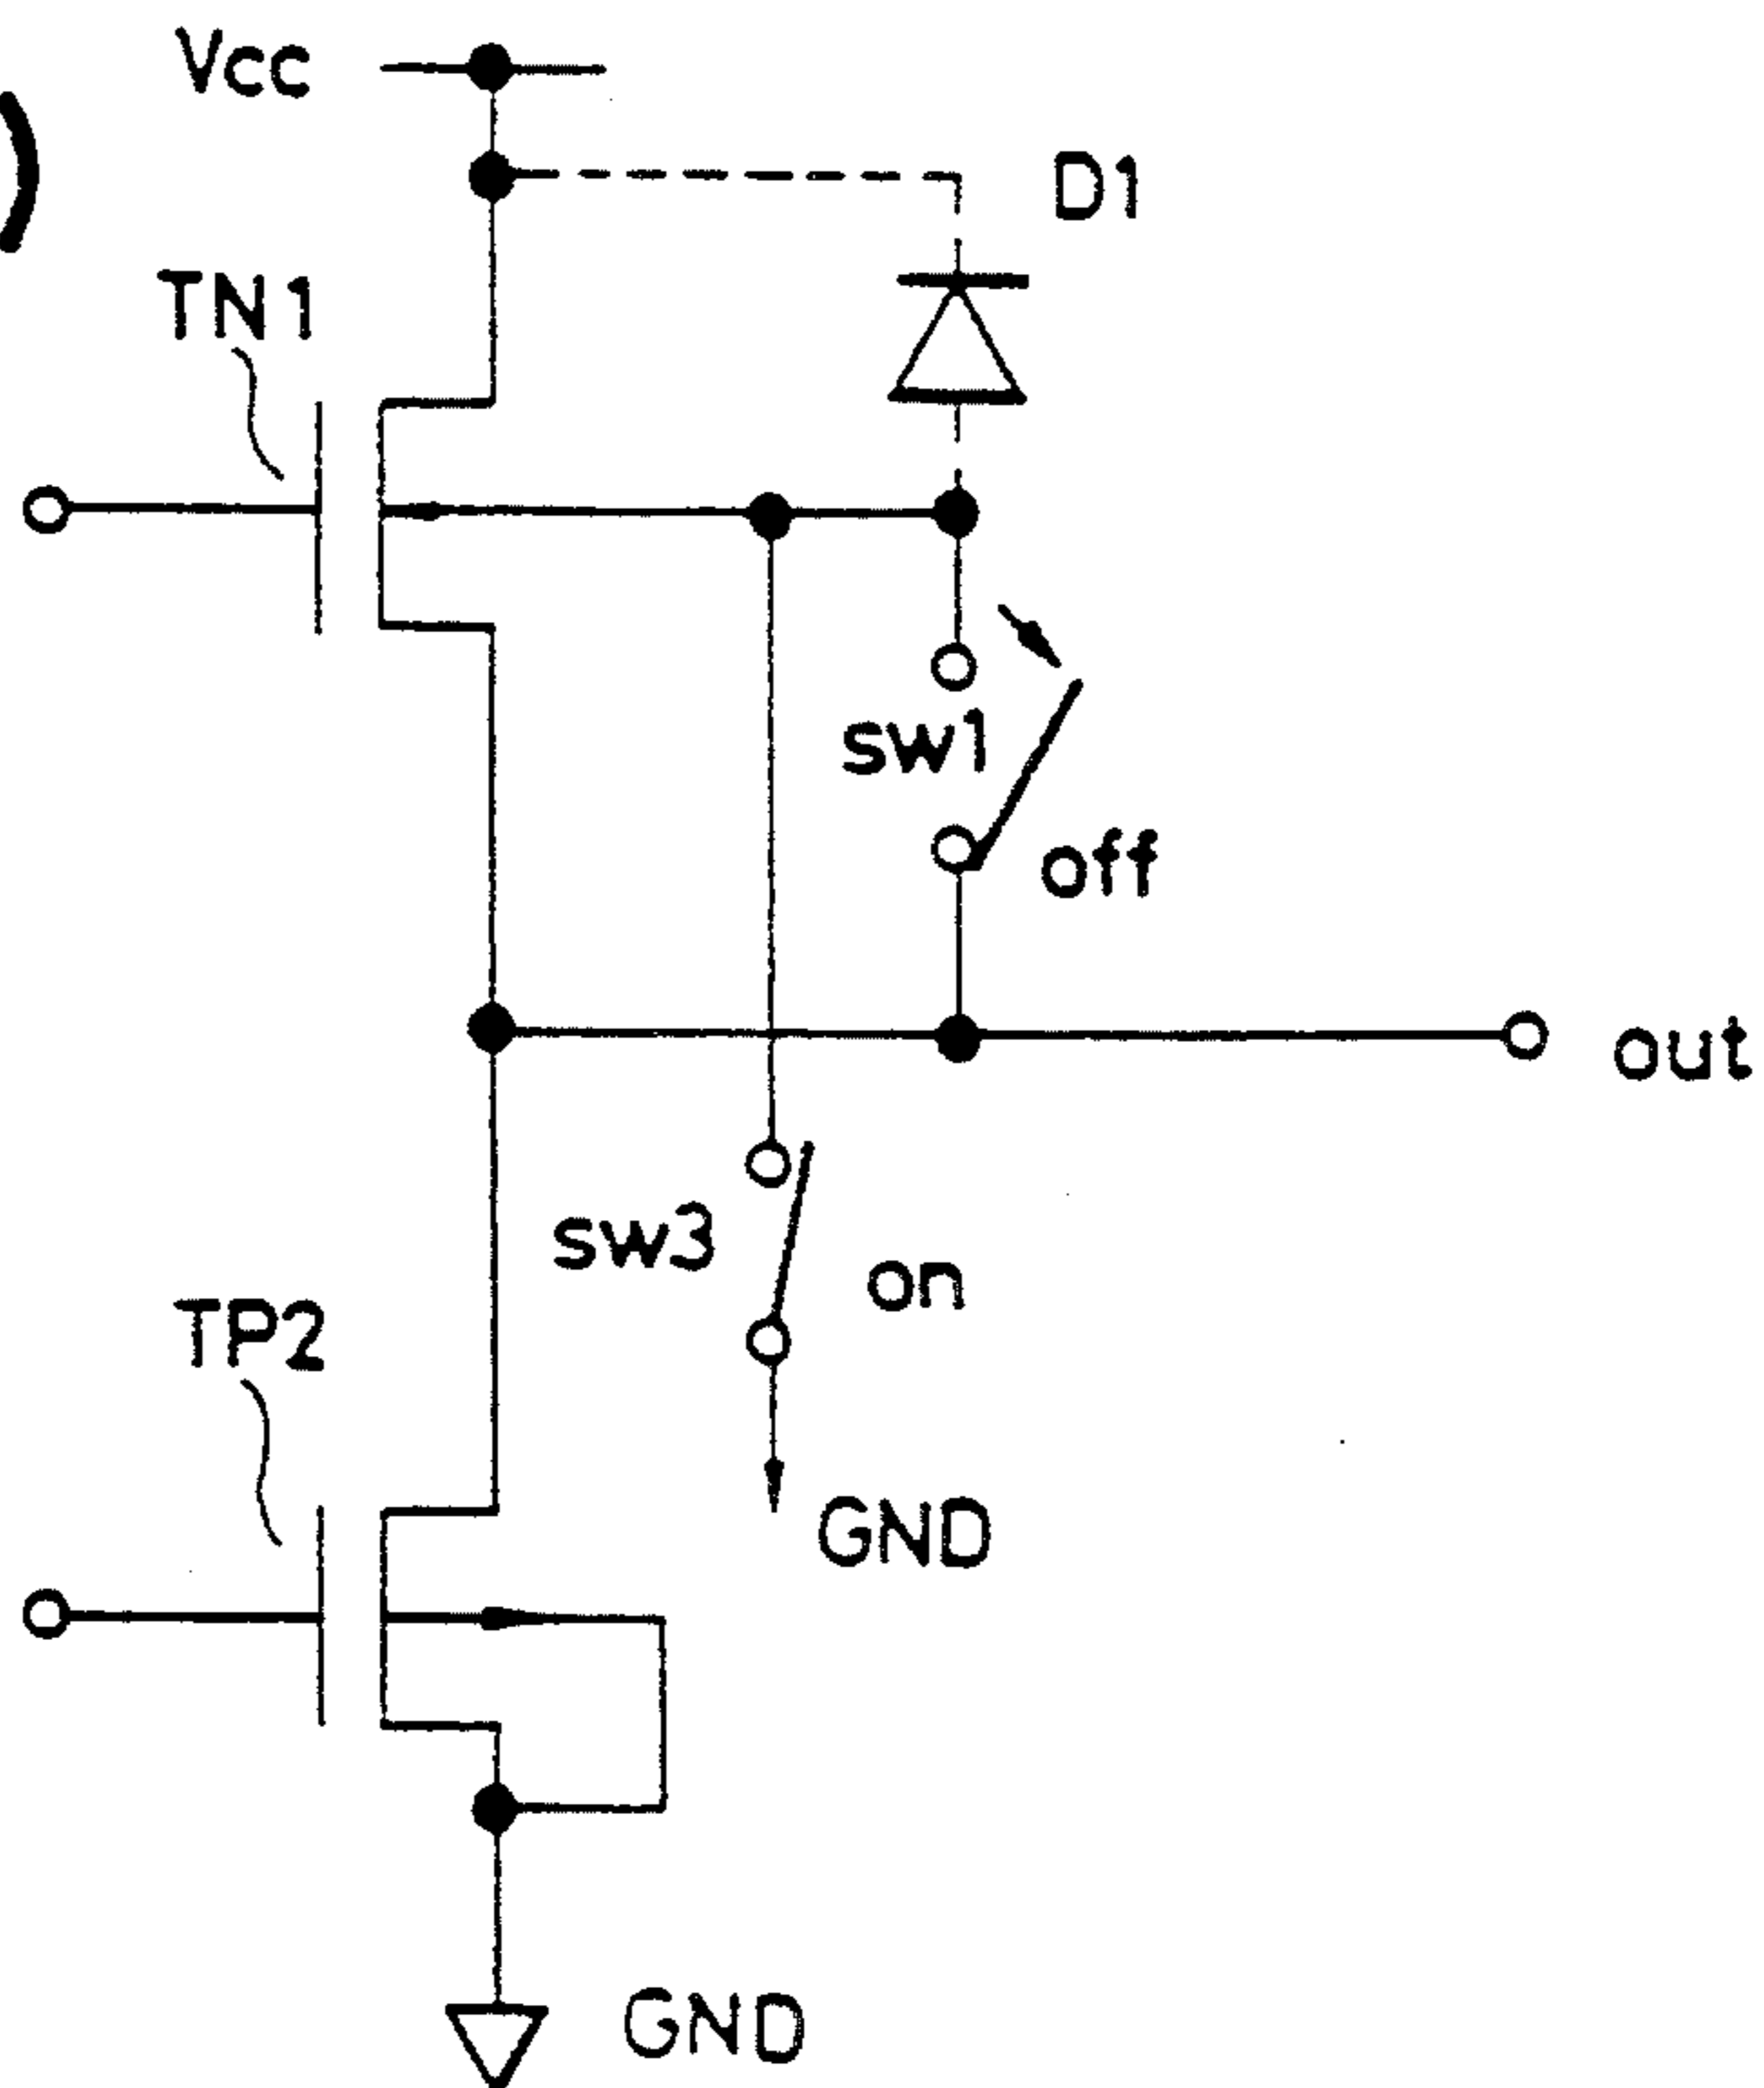 Vcc
D1
TN1
sw1
off
out
sw3
on
TP2
GND
GND